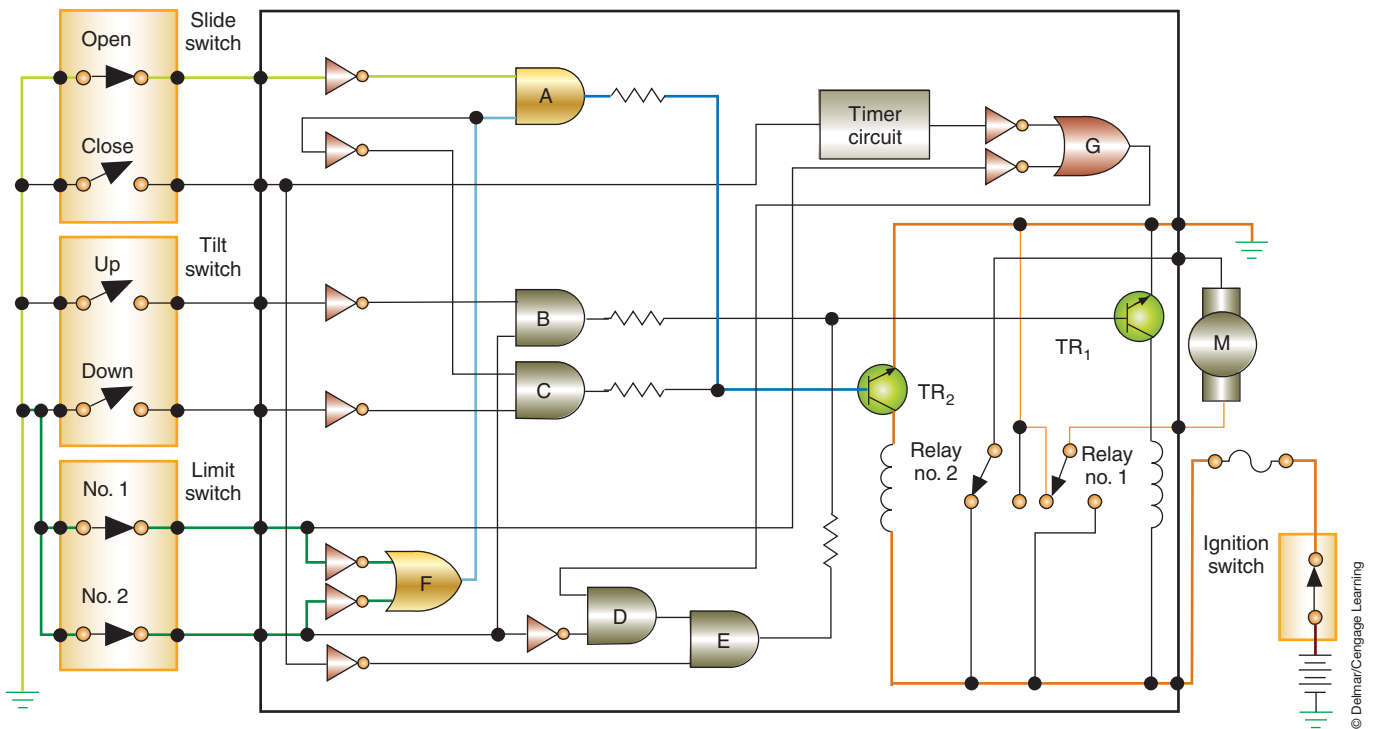 Slide
switch
Open
Close
Tilt
switch
Up
Down
Limit
switch
No. 1
No. 2
A
B
C
D
E
F
Timer
circuit
G
TR1
TR2
M
Relay
no. 2
Relay
no. 1
Ignition
switch
© Delmar/Cengage Learning